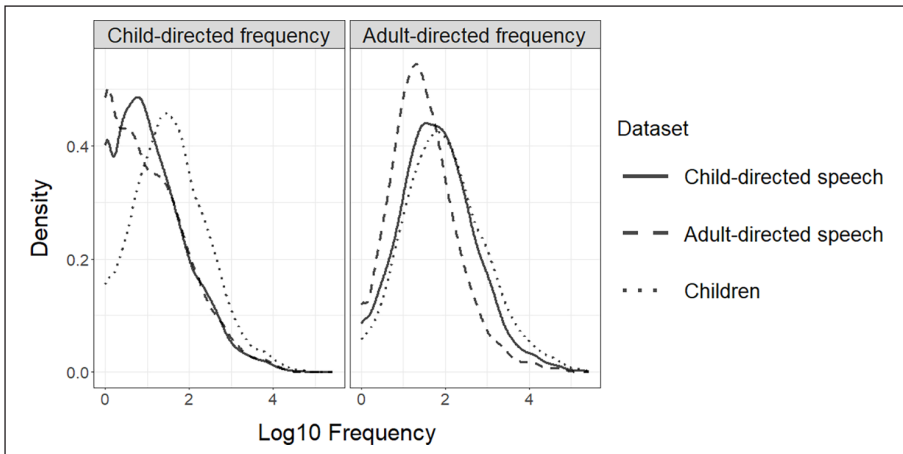 Child-directed frequency
Adult-directed frequency
Density
0.4
0.2
0.0
0
2
4
0
2
4
Log10 Frequency
Dataset
Child-directed speech
Adult-directed speech
Children